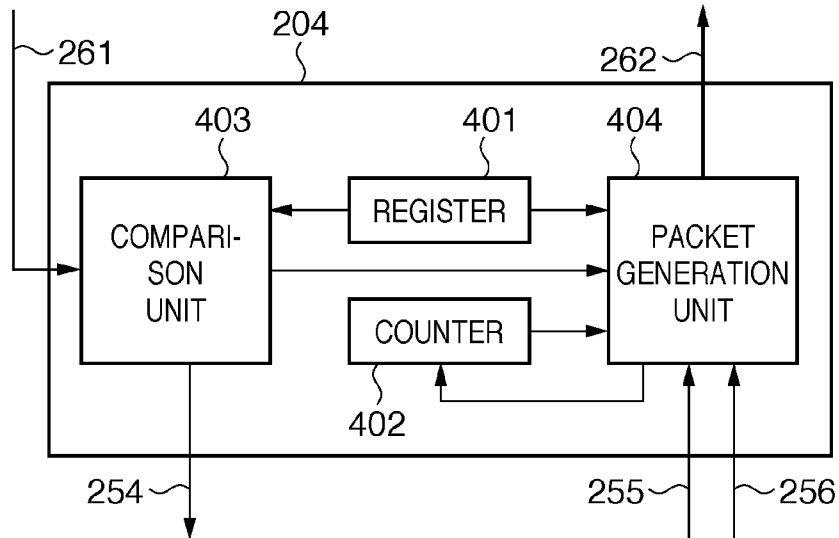 261
204
262
403
401
404
REGISTER
COMPARI-
SON
UNIT
PACKET
GENERATION
UNIT
COUNTER
402
254
255
256